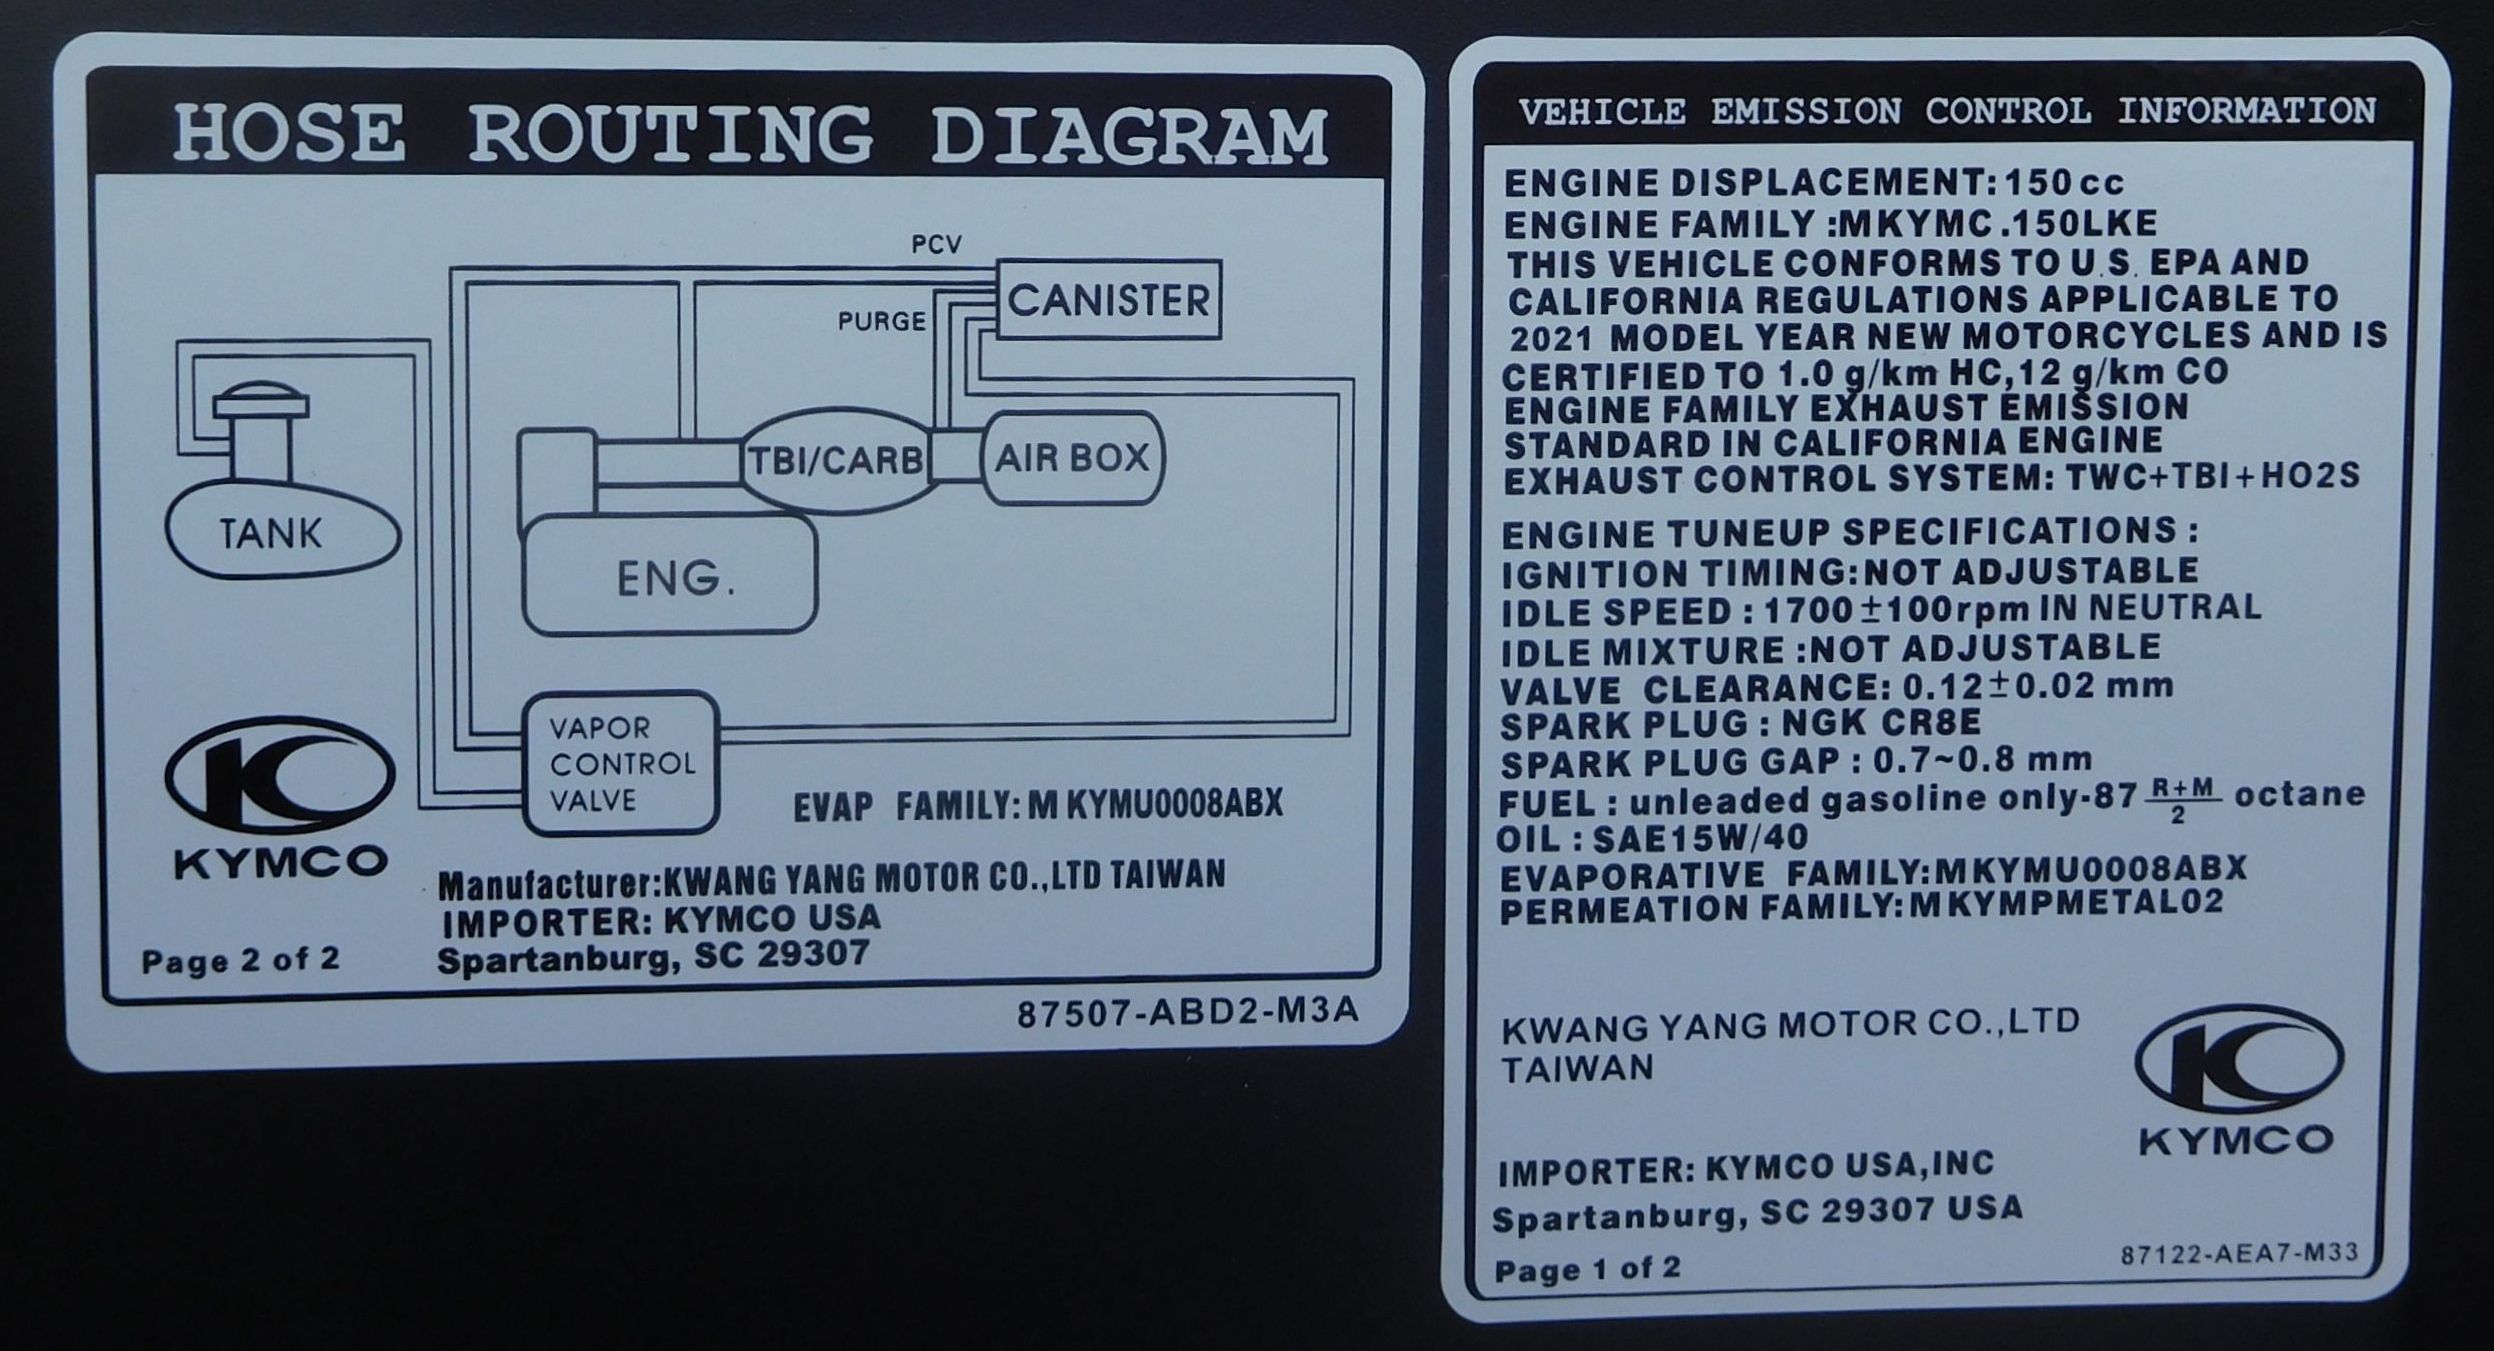 HOSE ROUTING DIAGRAM
PCV
CANISTER
PURGE
TBI/CARB
AIR BOX
TANK
ENG.
VAPOR
CONTROL
VALVE
EVAP FAMILY: M KYMU0008ABX
KYMCO
Manufacturer:KWANG YANG MOTOR CO.,LTD TAIWAN
IMPORTER: KYMCO USA
Spartanburg, SC 29307
Page 2 of 2
87507-ABD2-M3A
VEHICLE EMISSION CONTROL INFORMATION
ENGINE DISPLACEMENT: 150 cc
ENGINE FAMILY :MKYMC.150LKE
THIS VEHICLE CONFORMS TO U.S. EPA AND
CALIFORNIA REGULATIONS APPLICABLE TO
2021 MODEL YEAR NEW MOTORCYCLES AND IS
CERTIFIED TO 1.0 g/km HC,12 g/km CO
ENGINE FAMILY EXHAUST EMISSION
STANDARD IN CALIFORNIA ENGINE
EXHAUST CONTROL SYSTEM: TWC+TBI+HO2S
ENGINE TUNEUP SPECIFICATIONS :
IGNITION TIMING:NOT ADJUSTABLE
IDLE SPEED : 1700±100rpm IN NEUTRAL
IDLE MIXTURE :NOT ADJUSTABLE
VALVE CLEARANCE: 0.12±0.02 mm
SPARK PLUG : NGK CR8E
SPARK PLUG GAP : 0.7~0.8 mm
FUEL : unleaded gasoline only-87 R+M/2 octane
OIL : SAE15W/40
EVAPORATIVE FAMILY:MKYMU0008ABX
PERMEATION FAMILY:MKYMPMETAL02
KWANG YANG MOTOR CO.,LTD
TAIWAN
KYMCO
IMPORTER: KYMCO USA,INC
Spartanburg, SC 29307 USA
Page 1 of 2
87122-AEA7-M33